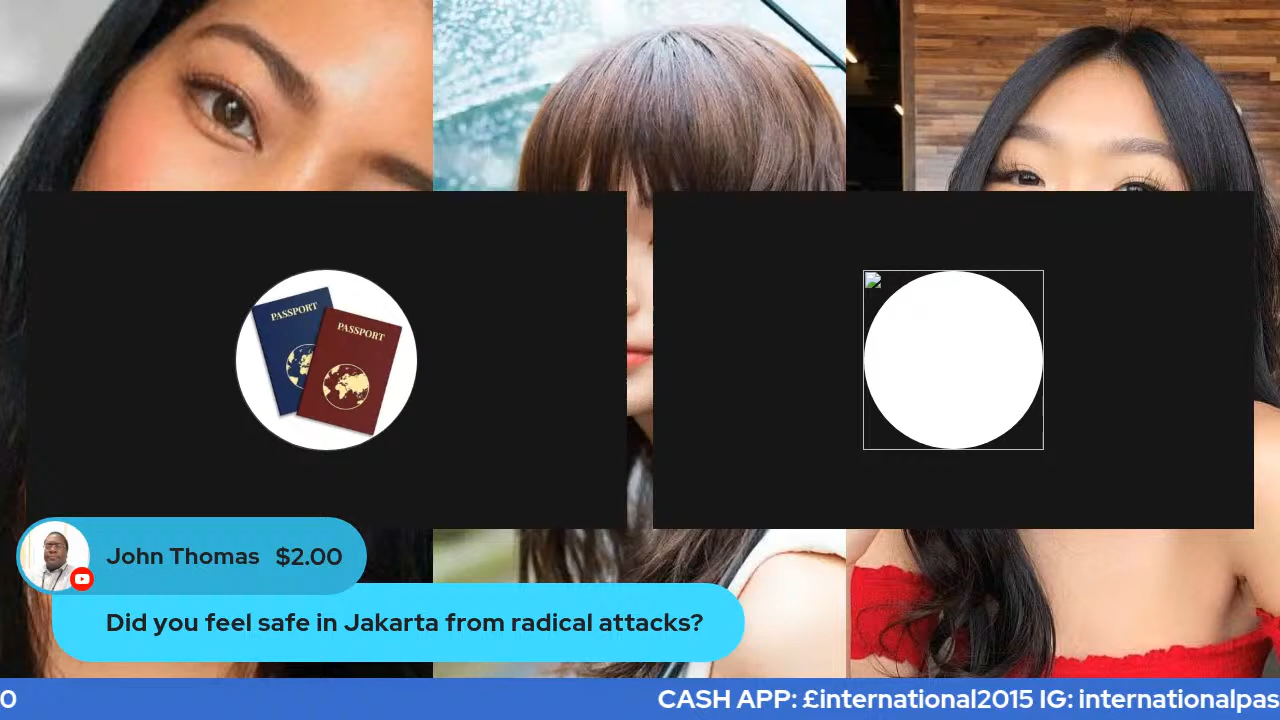 PASSPORT
PASSPORT
John Thomas $2.00
Did you feel safe in Jakarta from radical attacks?
0 CASH APP: £international2015 IG: internationalpas